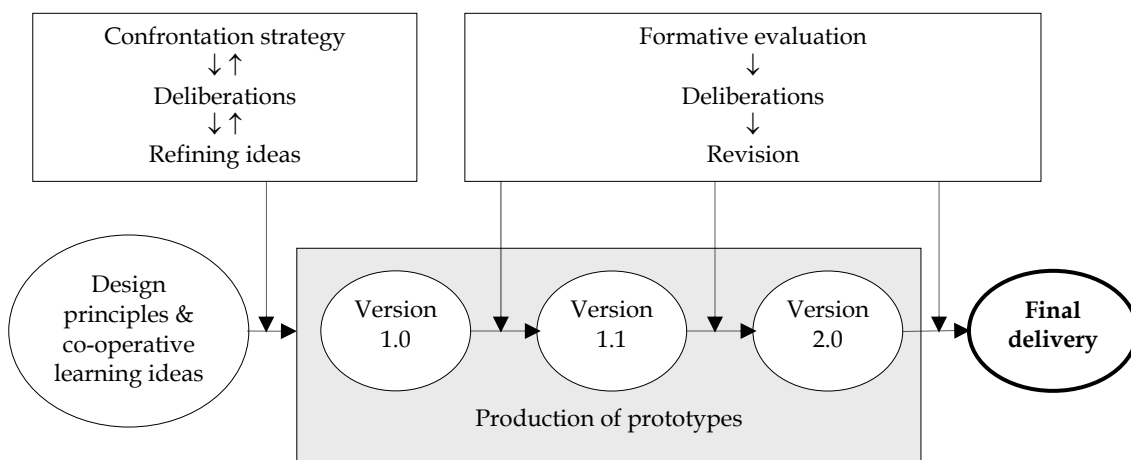 Confrontation strategy
↓↑
Deliberations
↓↑
Refining ideas
Formative evaluation
↓
Deliberations
↓
Revision
Design
principles &
co-operative
learning ideas
Version
1.0
Version
1.1
Version
2.0
Final
delivery
Production of prototypes